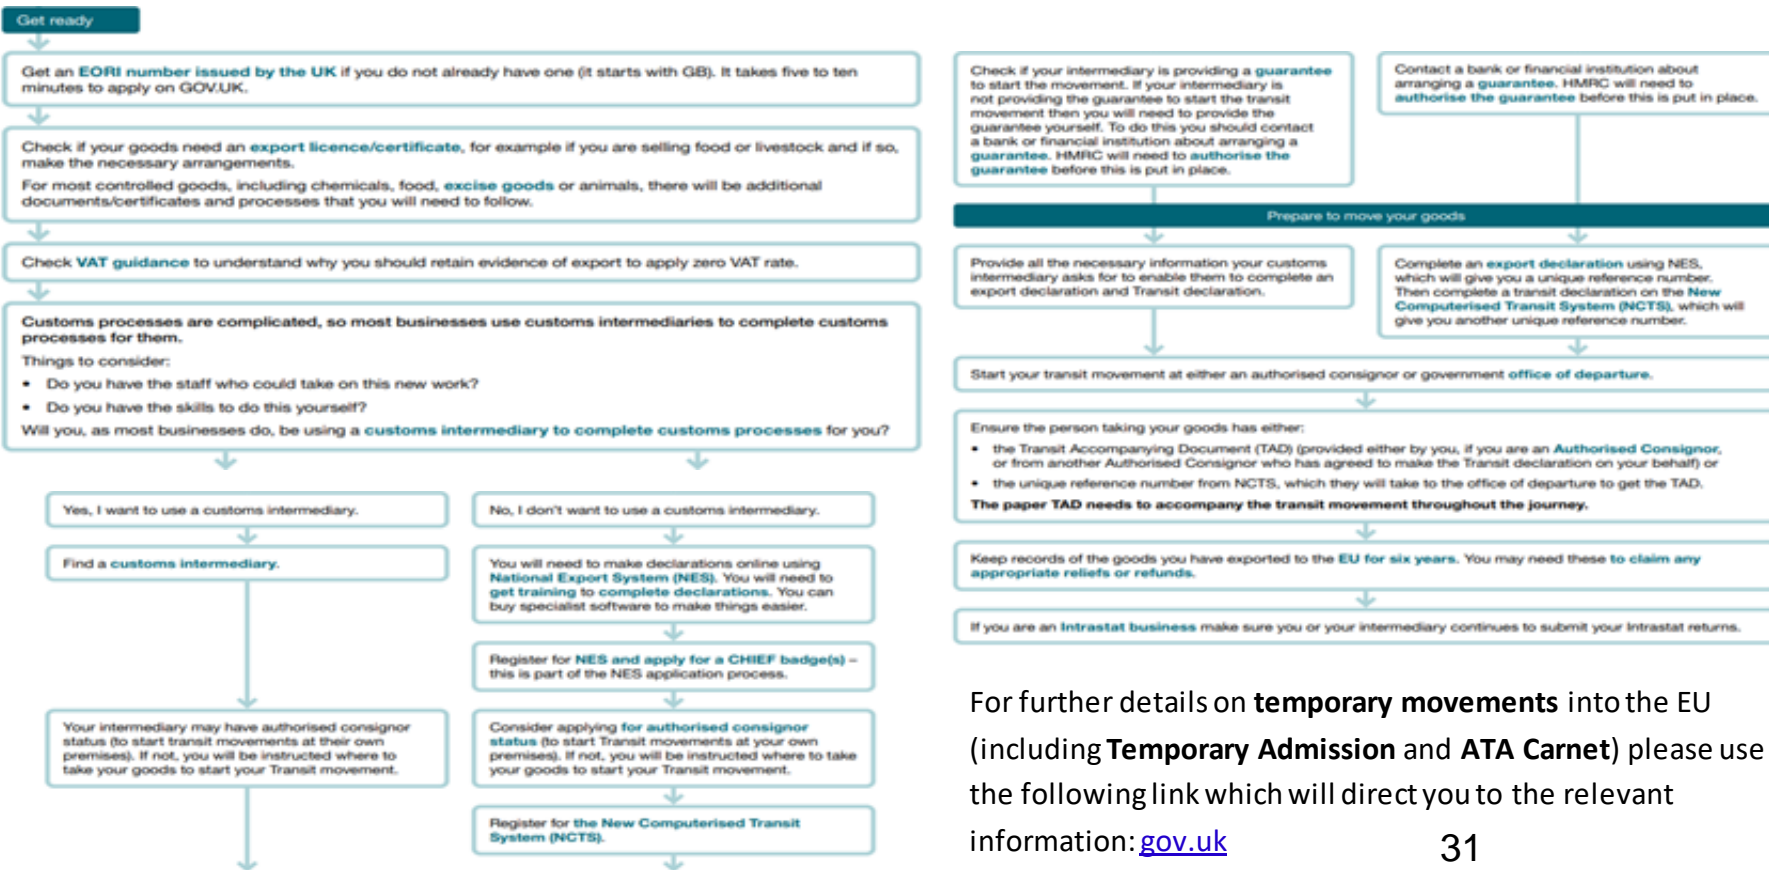 Get ready
Get an EORI number issued by the UK if you do not already have one (it starts with GB). It takes five to ten
minutes to apply on GOV.UK.
Check if your goods need an export licence/certificate, for example if you are selling food or livestock and if so,
make the necessary arrangements.
For most controlled goods, including chemicals, food, excise goods or animals, there will be additional
documents/certificates and processes that you will need to follow.
Check VAT guidance to understand why you should retain evidence of export to apply zero VAT rate.
Customs processes are complicated, so most businesses use customs intermediaries to complete customs
processes for them.
Things to consider:
• Do you have the staff who could take on this new work?
• Do you have the skills to do this yourself?
Will you, as most businesses do, be using a customs intermediary to complete customs processes for you?
Yes, I want to use a customs intermediary.
Find a customs intermediary.
Your intermediary may have authorised consignor
status (to start transit movements at their own
premises). If not, you will be instructed where to
take your goods to start your Transit movement.
No, I don't want to use a customs intermediary.
You will need to make declarations online using
National Export System (NES). You will need to
get training to complete declarations. You can
buy specialist software to make things easier.
Register for NES and apply for a CHIEF badge(s) –
this is part of the NES application process.
Consider applying for authorised consignor
status (to start Transit movements at your own
premises). If not, you will be instructed where to take
your goods to start your Transit movement.
Register for the New Computerised Transit
System (NCTS).
Check if your intermediary is providing a guarantee
to start the movement. If your intermediary is
not providing the guarantee to start the transit
movement then you will need to provide the
guarantee yourself. To do this you should contact
a bank or financial institution about arranging a
guarantee. HMRC will need to authorise the
guarantee before this is put in place.
Contact a bank or financial institution about
arranging a guarantee. HMRC will need to
authorise the guarantee before this is put in place.
Prepare to move your goods
Provide all the necessary information your customs
intermediary asks for to enable them to complete an
export declaration and Transit declaration.
Complete an export declaration using NES,
which will give you a unique reference number.
Then complete a transit declaration on the New
Computerised Transit System (NCTS), which will
give you another unique reference number.
Start your transit movement at either an authorised consignor or government office of departure.
Ensure the person taking your goods has either:
• the Transit Accompanying Document (TAD) (provided either by you, if you are an Authorised Consignor,
or from another Authorised Consignor who has agreed to make the Transit declaration on your behalf) or
• the unique reference number from NCTS, which they will take to the office of departure to get the TAD.
The paper TAD needs to accompany the transit movement throughout the journey.
Keep records of the goods you have exported to the EU for six years. You may need these to claim any
appropriate reliefs or refunds.
If you are an Intrastat business make sure you or your intermediary continues to submit your Intrastat returns.
For further details on temporary movements into the EU
(including Temporary Admission and ATA Carnet) please use
the following link which will direct you to the relevant
information: gov.uk
31